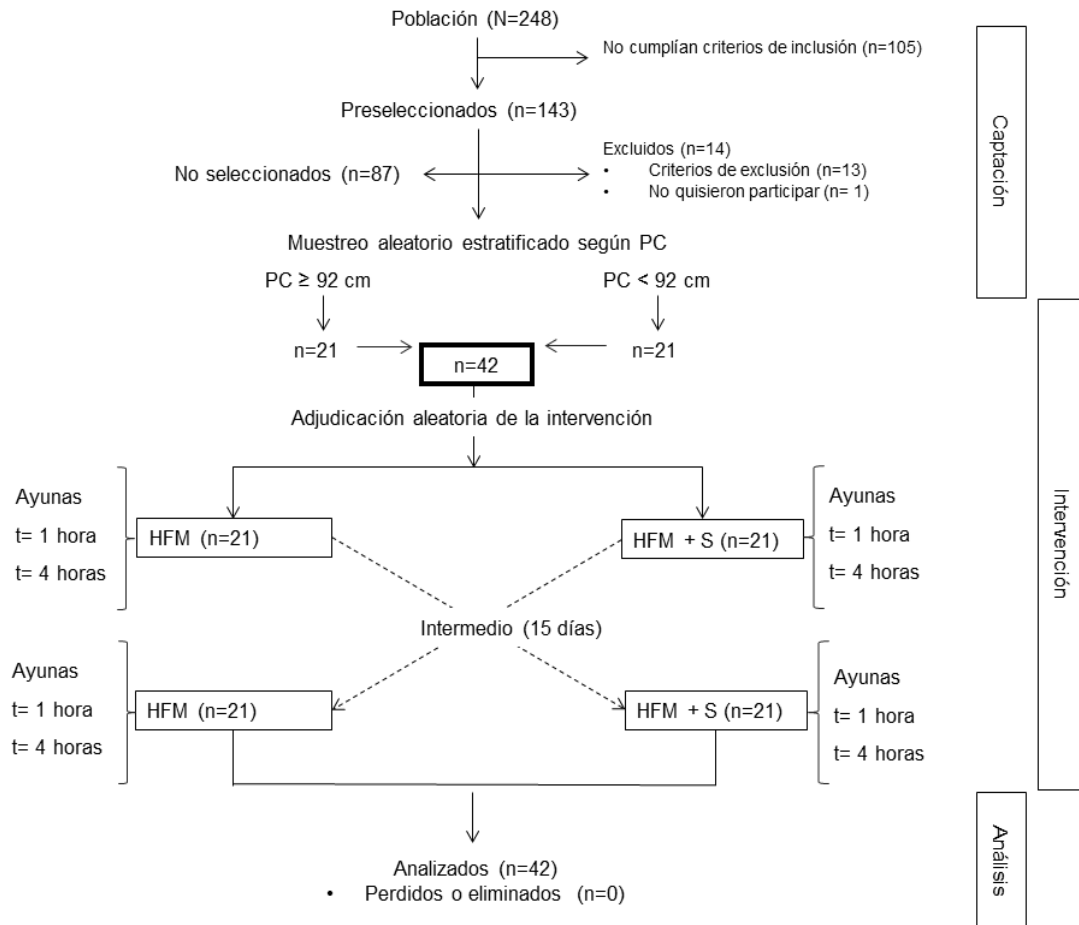 Población (N=248)
No cumplían criterios de inclusión (n=105)
Preseleccionados (n=143)
No seleccionados (n=87)
Excluidos (n=14)
• Criterios de exclusión (n=13)
• No quisieron participar (n= 1)
Muestreo aleatorio estratificado según PC
PC ≥ 92 cm
PC < 92 cm
n=21
n=21
n=42
Adjudicación aleatoria de la intervención
Ayunas
t= 1 hora
t= 4 horas
HFM (n=21)
HFM + S (n=21)
Ayunas
t= 1 hora
t= 4 horas
Intermedio (15 días)
Ayunas
t= 1 hora
t= 4 horas
HFM (n=21)
HFM + S (n=21)
Ayunas
t= 1 hora
t= 4 horas
Analizados (n=42)
• Perdidos o eliminados (n=0)
Captación
Intervención
Análisis